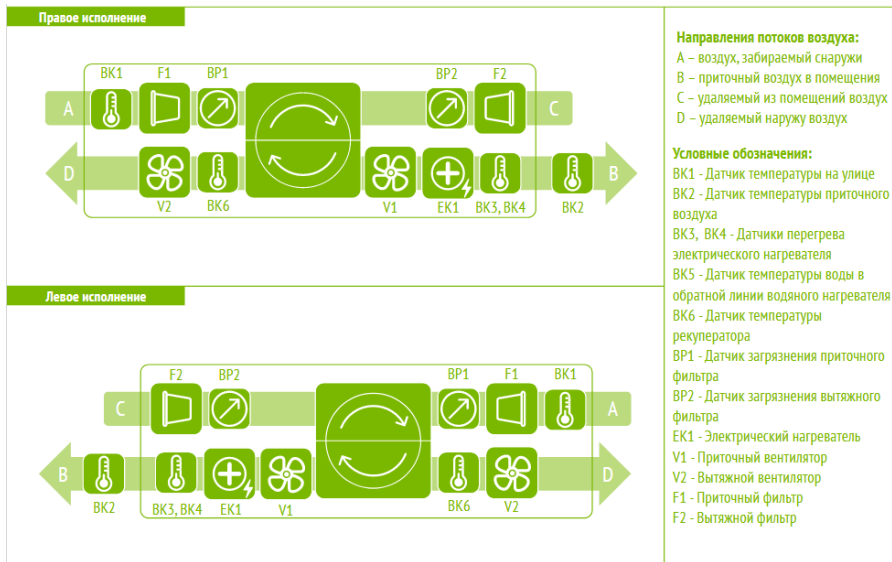 Правое исполнение
BK1 F1 BP1 BP2 F2
A C
D B
V2 BK6 V1 EK1 BK3, BK4 BK2
Левое исполнение
F2 BP2 BP1 F1 BK1
C A
B D
BK2 BK3, BK4 EK1 V1 BK6 V2
Направления потоков воздуха:
A – воздух, забираемый снаружи
B – приточный воздух в помещения
C – удаляемый из помещений воздух
D – удаляемый наружу воздух
Условные обозначения:
BK1 - Датчик температуры на улице
BK2 - Датчик температуры приточного
воздуха
BK3, BK4 - Датчики перегрева
электрического нагревателя
BK5 - Датчик температуры воды в
обратной линии водяного нагревателя
BK6 - Датчик температуры
рекуператора
BP1 - Датчик загрязнения приточного
фильтра
BP2 - Датчик загрязнения вытяжного
фильтра
EK1 - Электрический нагреватель
V1 - Приточный вентилятор
V2 - Вытяжной вентилятор
F1 - Приточный фильтр
F2 - Вытяжной фильтр